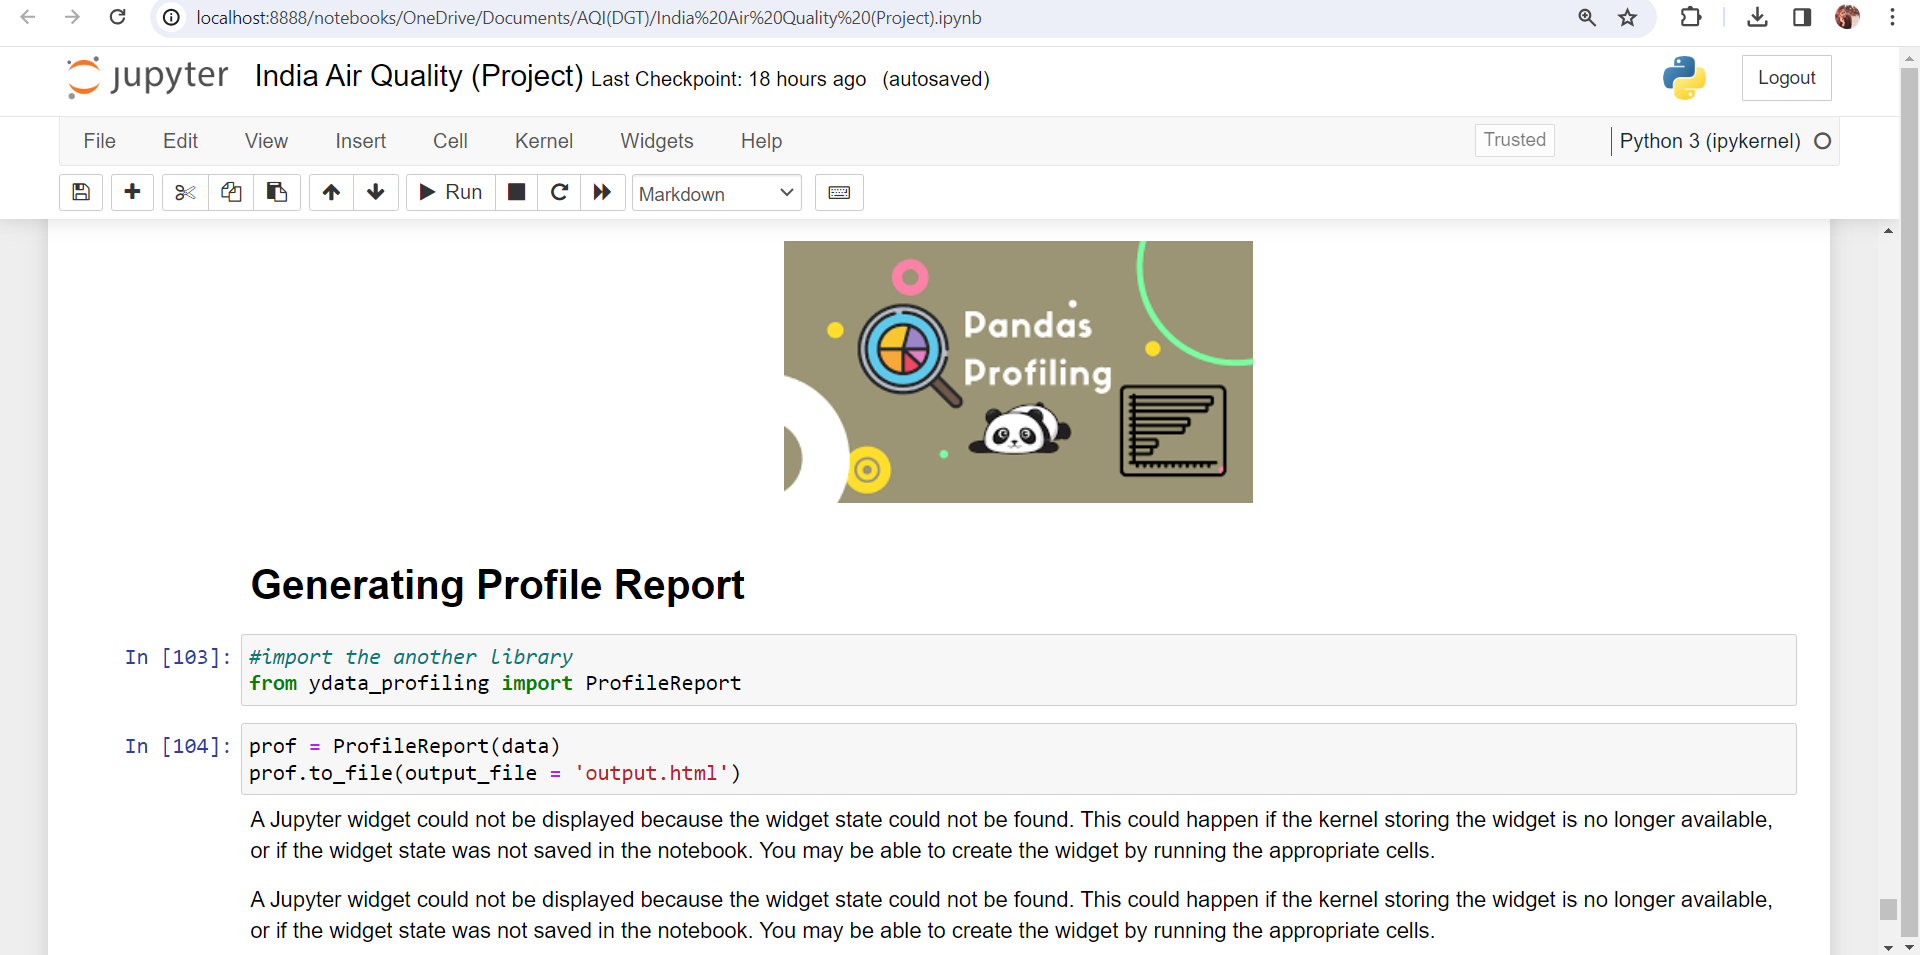 localhost:8888/notebooks/OneDrive/Documents/AQI(DGT)/India%20Air%20Quality%20(Project).ipynb
jupyter India Air Quality (Project) Last Checkpoint: 18 hours ago (autosaved)
Logout
File Edit View Insert Cell Kernel Widgets Help
Trusted
Python 3 (ipykernel)
Run
Markdown
Pandas
Profiling
Generating Profile Report
In [103]:
#import the another library
from ydata_profiling import ProfileReport
In [104]:
prof = ProfileReport(data)
prof.to_file(output_file = 'output.html')
A Jupyter widget could not be displayed because the widget state could not be found. This could happen if the kernel storing the widget is no longer available,
or if the widget state was not saved in the notebook. You may be able to create the widget by running the appropriate cells.
A Jupyter widget could not be displayed because the widget state could not be found. This could happen if the kernel storing the widget is no longer available,
or if the widget state was not saved in the notebook. You may be able to create the widget by running the appropriate cells.